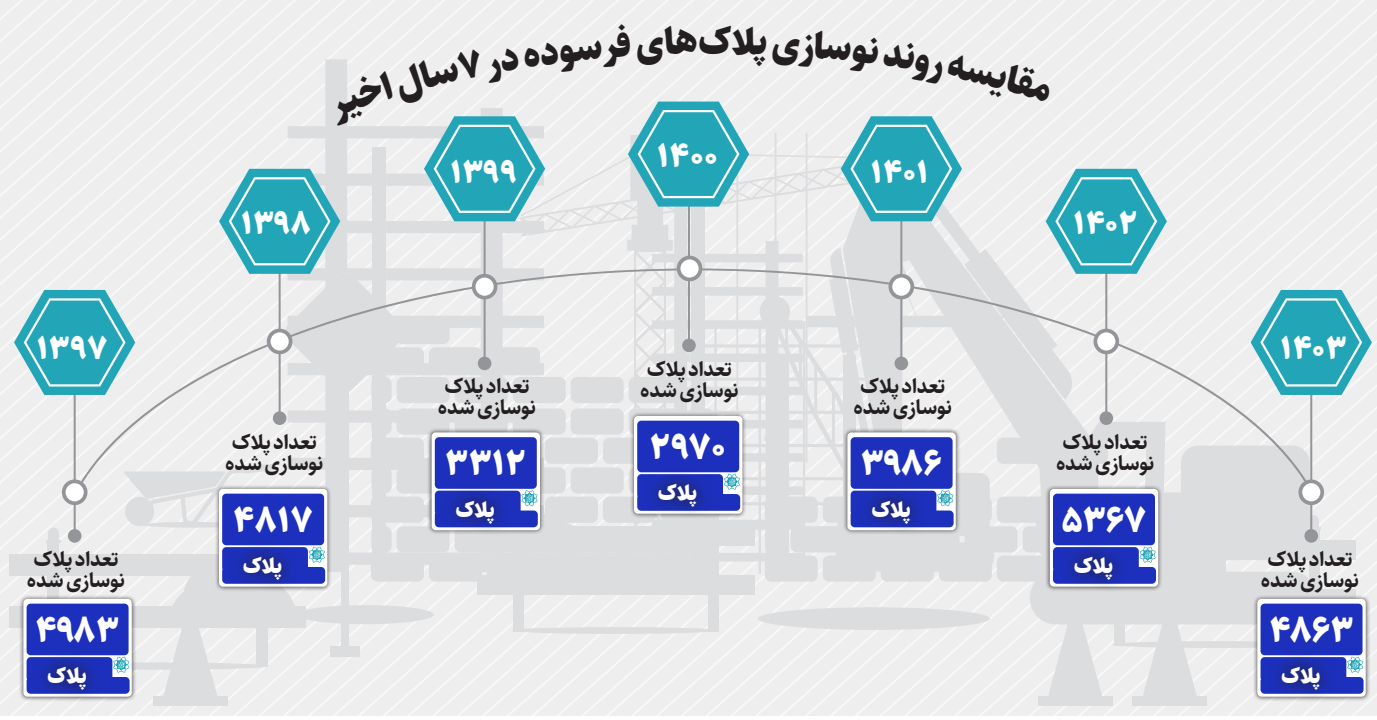 مقایسه روند نوسازی پلاک‌های فرسوده در ۷سال اخیر
۱۳۹۷
تعداد پلاک
نوسازی شده
۴۹۸۳
پلاک
۱۳۹۸
تعداد پلاک
نوسازی شده
۴۸۱۷
پلاک
۱۳۹۹
تعداد پلاک
نوسازی شده
۳۳۱۲
پلاک
۱۴۰۰
تعداد پلاک
نوسازی شده
۲۹۷۰
پلاک
۱۴۰۱
تعداد پلاک
نوسازی شده
۳۹۸۶
پلاک
۱۴۰۲
تعداد پلاک
نوسازی شده
۵۳۶۷
پلاک
۱۴۰۳
تعداد پلاک
نوسازی شده
۴۸۶۳
پلاک